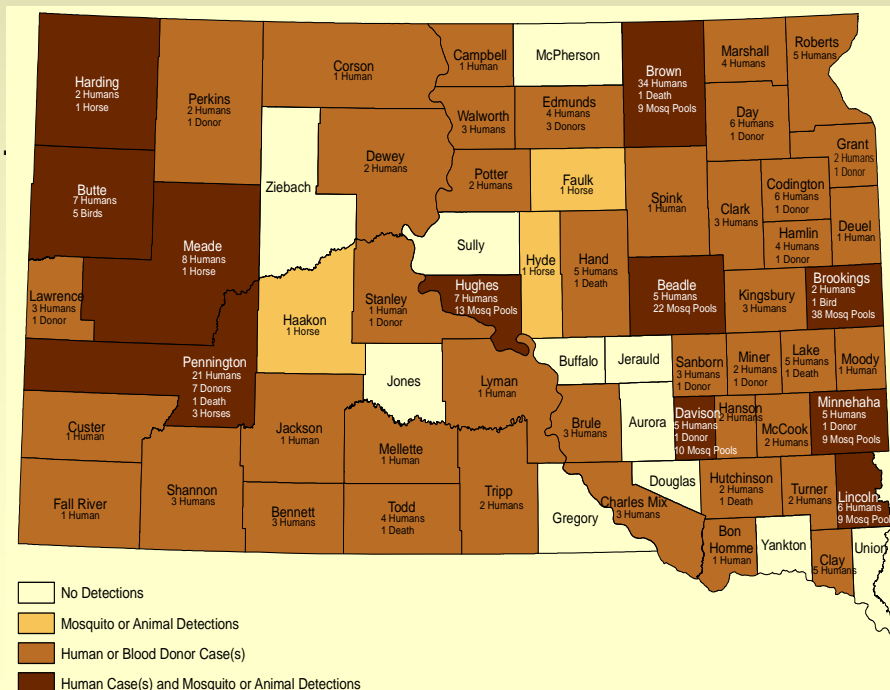 Harding
2 Humans
1 Horse
Perkins
2 Humans
1 Donor
Corson
1 Human
Campbell
1 Human
McPherson
Brown
34 Humans
1 Death
9 Mosq Pools
Marshall
4 Humans
Roberts
5 Humans
Walworth
3 Humans
Edmunds
4 Humans
3 Donors
Day
6 Humans
1 Donor
Grant
2 Humans
1 Donor
Butte
7 Humans
5 Birds
Ziebach
Dewey
2 Humans
Potter
2 Humans
Faulk
1 Horse
Spink
1 Human
Clark
3 Humans
Codington
6 Humans
1 Donor
Hamlin
4 Humans
1 Donor
Deuel
1 Human
Meade
8 Humans
1 Horse
Sully
Hyde
1 Horse
Hand
5 Humans
1 Death
Lawrence
3 Humans
1 Donor
Haakon
1 Horse
Stanley
1 Human
1 Donor
Hughes
7 Humans
13 Mosq Pools
Beadle
5 Humans
22 Mosq Pools
Kingsbury
3 Humans
Brookings
2 Humans
1 Bird
38 Mosq Pools
Pennington
21 Humans
7 Donors
1 Death
3 Horses
Jones
Lyman
1 Human
Buffalo
Jerauld
Sanborn
3 Humans
1 Donor
Miner
2 Humans
1 Donor
Lake
5 Humans
1 Death
Moody
1 Human
Custer
1 Human
Jackson
1 Human
Mellette
1 Human
Brule
3 Humans
Aurora
Davison
5 Humans
1 Donor
10 Mosq Pools
Hanson
2 Humans
McCook
2 Humans
Minnehaha
5 Humans
1 Donor
9 Mosq Pools
Fall River
1 Human
Shannon
3 Humans
Bennett
3 Humans
Todd
4 Humans
1 Death
Tripp
2 Humans
Gregory
Charles Mix
3 Humans
Douglas
Hutchinson
2 Humans
1 Death
Turner
2 Humans
Lincoln
6 Humans
9 Mosq Pool
Bon
Homme
1 Human
Yankton
Clay
5 Humans
Union
No Detections
Mosquito or Animal Detections
Human or Blood Donor Case(s)
Human Case(s) and Mosquito or Animal Detections